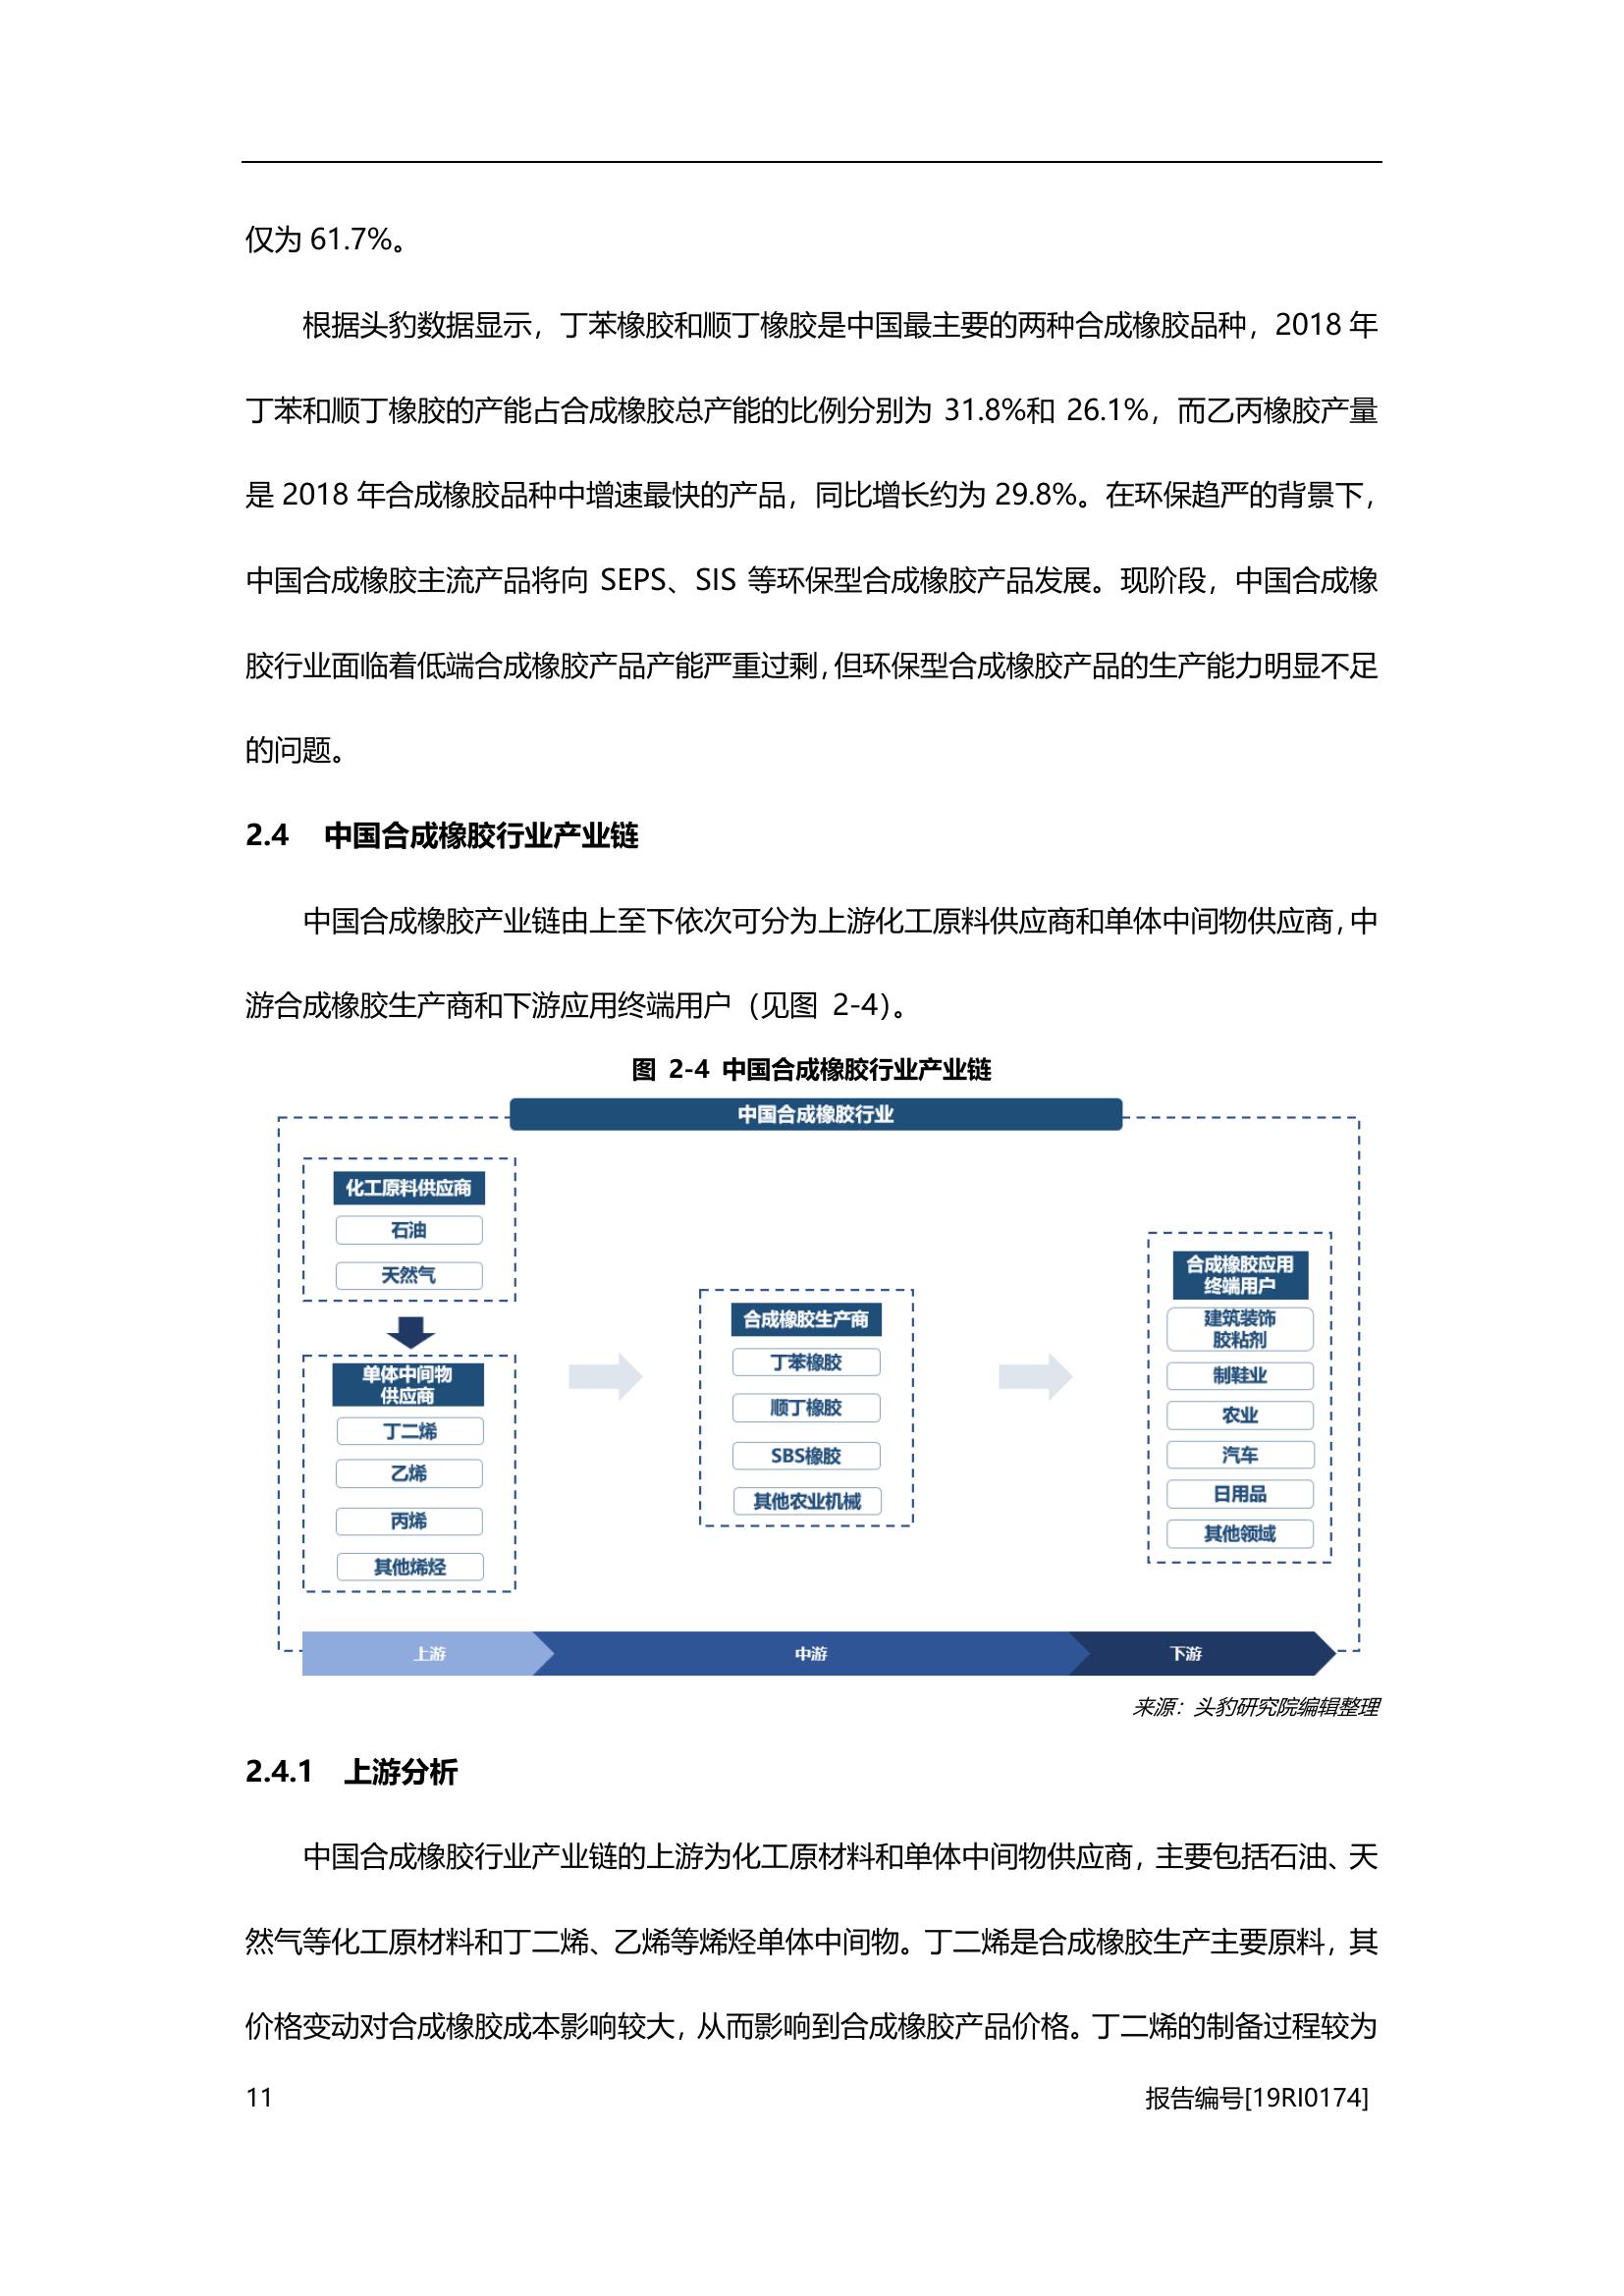 仅为 61.7%。
根据头豹数据显示，丁苯橡胶和顺丁橡胶是中国最主要的两种合成橡胶品种，2018 年
丁苯和顺丁橡胶的产能占合成橡胶总产能的比例分别为 31.8%和 26.1%，而乙丙橡胶产量
是 2018 年合成橡胶品种中增速最快的产品，同比增长约为 29.8%。在环保趋严的背景下，
中国合成橡胶主流产品将向 SEPS、SIS 等环保型合成橡胶产品发展。现阶段，中国合成橡
胶行业面临着低端合成橡胶产品产能严重过剩，但环保型合成橡胶产品的生产能力明显不足
的问题。
2.4 中国合成橡胶行业产业链
中国合成橡胶产业链由上至下依次可分为上游化工原料供应商和单体中间物供应商，中
游合成橡胶生产商和下游应用终端用户（见图 2-4）。
图 2-4 中国合成橡胶行业产业链
中国合成橡胶行业
化工原料供应商
石油
天然气
单体中间物
供应商
丁二烯
乙烯
丙烯
其他烯烃
合成橡胶生产商
丁苯橡胶
顺丁橡胶
SBS橡胶
其他农业机械
合成橡胶应用
终端用户
建筑装饰
胶粘剂
制鞋业
农业
汽车
日用品
其他领域
上游
中游
下游
来源：头豹研究院编辑整理
2.4.1 上游分析
中国合成橡胶行业产业链的上游为化工原材料和单体中间物供应商，主要包括石油、天
然气等化工原材料和丁二烯、乙烯等烯烃单体中间物。丁二烯是合成橡胶生产主要原料，其
价格变动对合成橡胶成本影响较大，从而影响到合成橡胶产品价格。丁二烯的制备过程较为
11
报告编号[19RI0174]